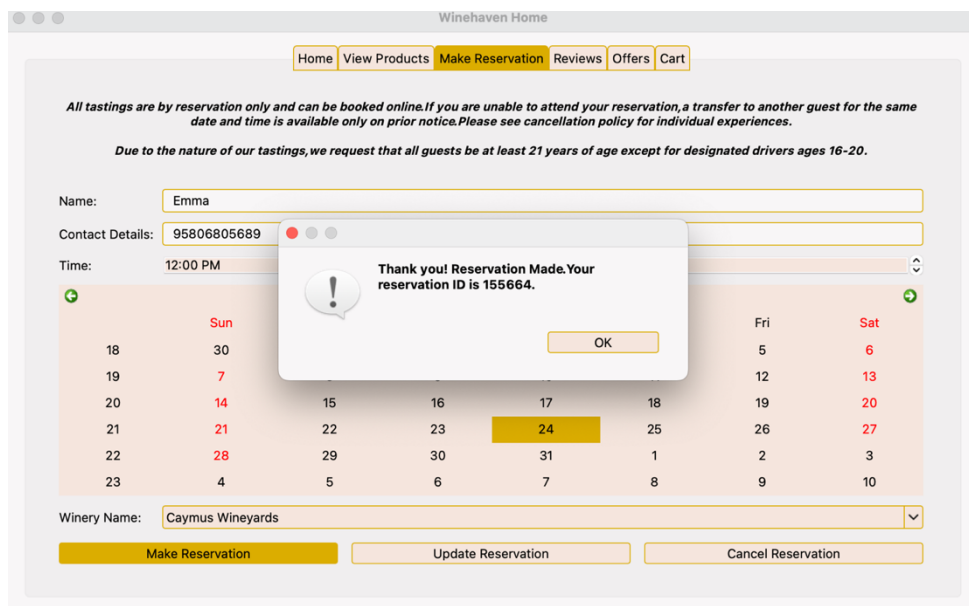 Winehaven Home
Home View Products Make Reservation Reviews Offers Cart
All tastings are by reservation only and can be booked online.If you are unable to attend your reservation,a transfer to another guest for the same
date and time is available only on prior notice.Please see cancellation policy for individual experiences.
Due to the nature of our tastings,we request that all guests be at least 21 years of age except for designated drivers ages 16-20.
Name: Emma
Contact Details: 95806805689
Time: 12:00 PM
Thank you! Reservation Made.Your
reservation ID is 155664.
OK
Sun Fri Sat
18 30 5 6
19 7 12 13
20 14 15 16 17 18 19 20
21 21 22 23 24 25 26 27
22 28 29 30 31 1 2 3
23 4 5 6 7 8 9 10
Winery Name: Caymus Wineyards
Make Reservation Update Reservation Cancel Reservation